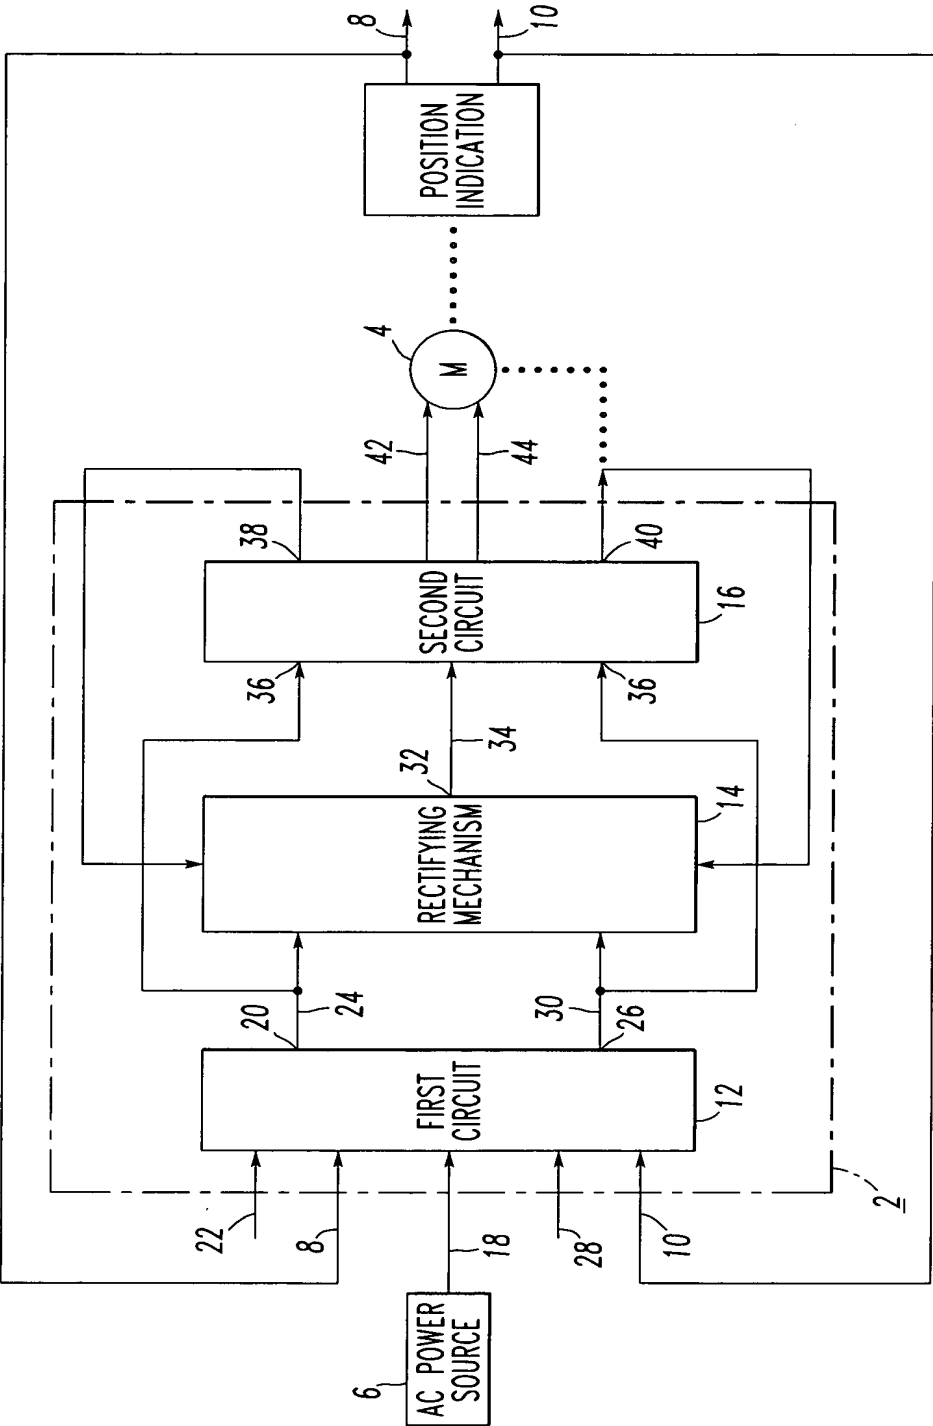 6
AC POWER
SOURCE
22
8
18
28
10
2
FIRST
CIRCUIT
12
20
24
30
26
RECTIFYING
MECHANISM
14
32
34
36
36
SECOND
CIRCUIT
16
38
40
42
44
4
M
POSITION
INDICATION
8
10